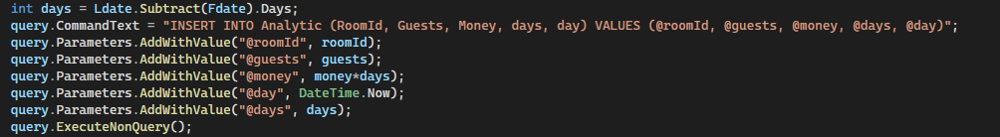 int days = Ldate.Subtract(Fdate).Days;
query.CommandText = "INSERT INTO Analytic (RoomId, Guests, Money, days, day) VALUES (@roomId, @guests, @money, @days, @day)";
query.Parameters.AddWithValue("@roomId", roomId);
query.Parameters.AddWithValue("@guests", guests);
query.Parameters.AddWithValue("@money", money*days);
query.Parameters.AddWithValue("@day", DateTime.Now);
query.Parameters.AddWithValue("@days", days);
query.ExecuteNonQuery();